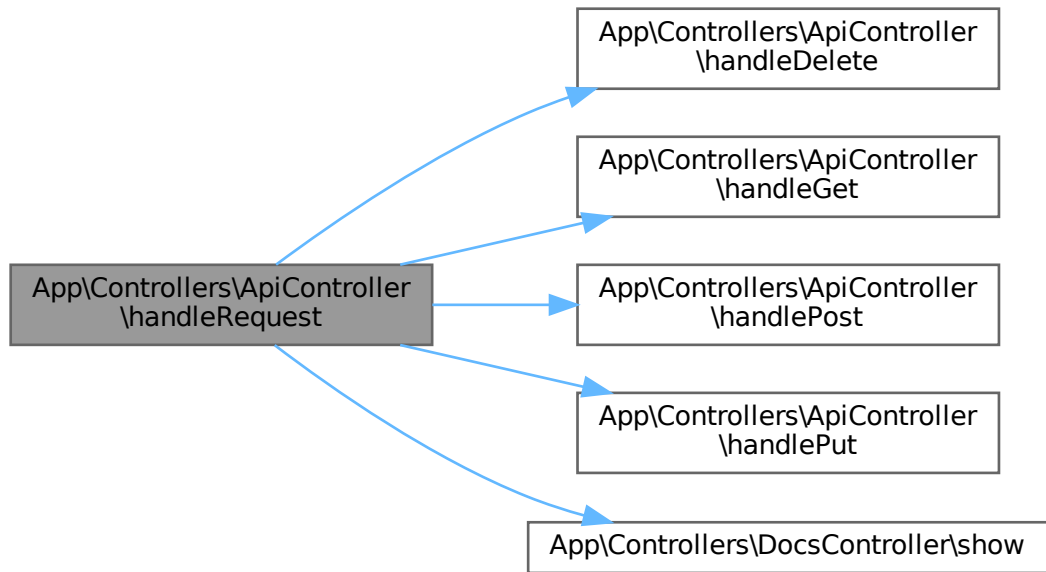 App\Controllers\ApiController
\handleDelete
App\Controllers\ApiController
\handleGet
App\Controllers\ApiController
\handleRequest
App\Controllers\ApiController
\handlePost
App\Controllers\ApiController
\handlePut
App\Controllers\DocsController\show